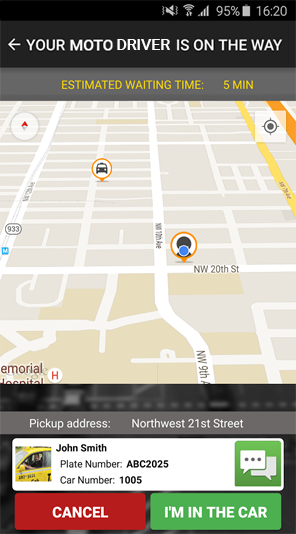 95% 16:20
YOUR MOTO DRIVER IS ON THE WAY
ESTIMATED WAITING TIME: 5 MIN
933
NW 12th Ave
NW 20th St
M
NW 9th A
emorial
Hospital
H
Pickup address: Northwest 21st Street
John Smith
Plate Number: ABC2025
Car Number: 1005
CANCEL
I'M IN THE CAR